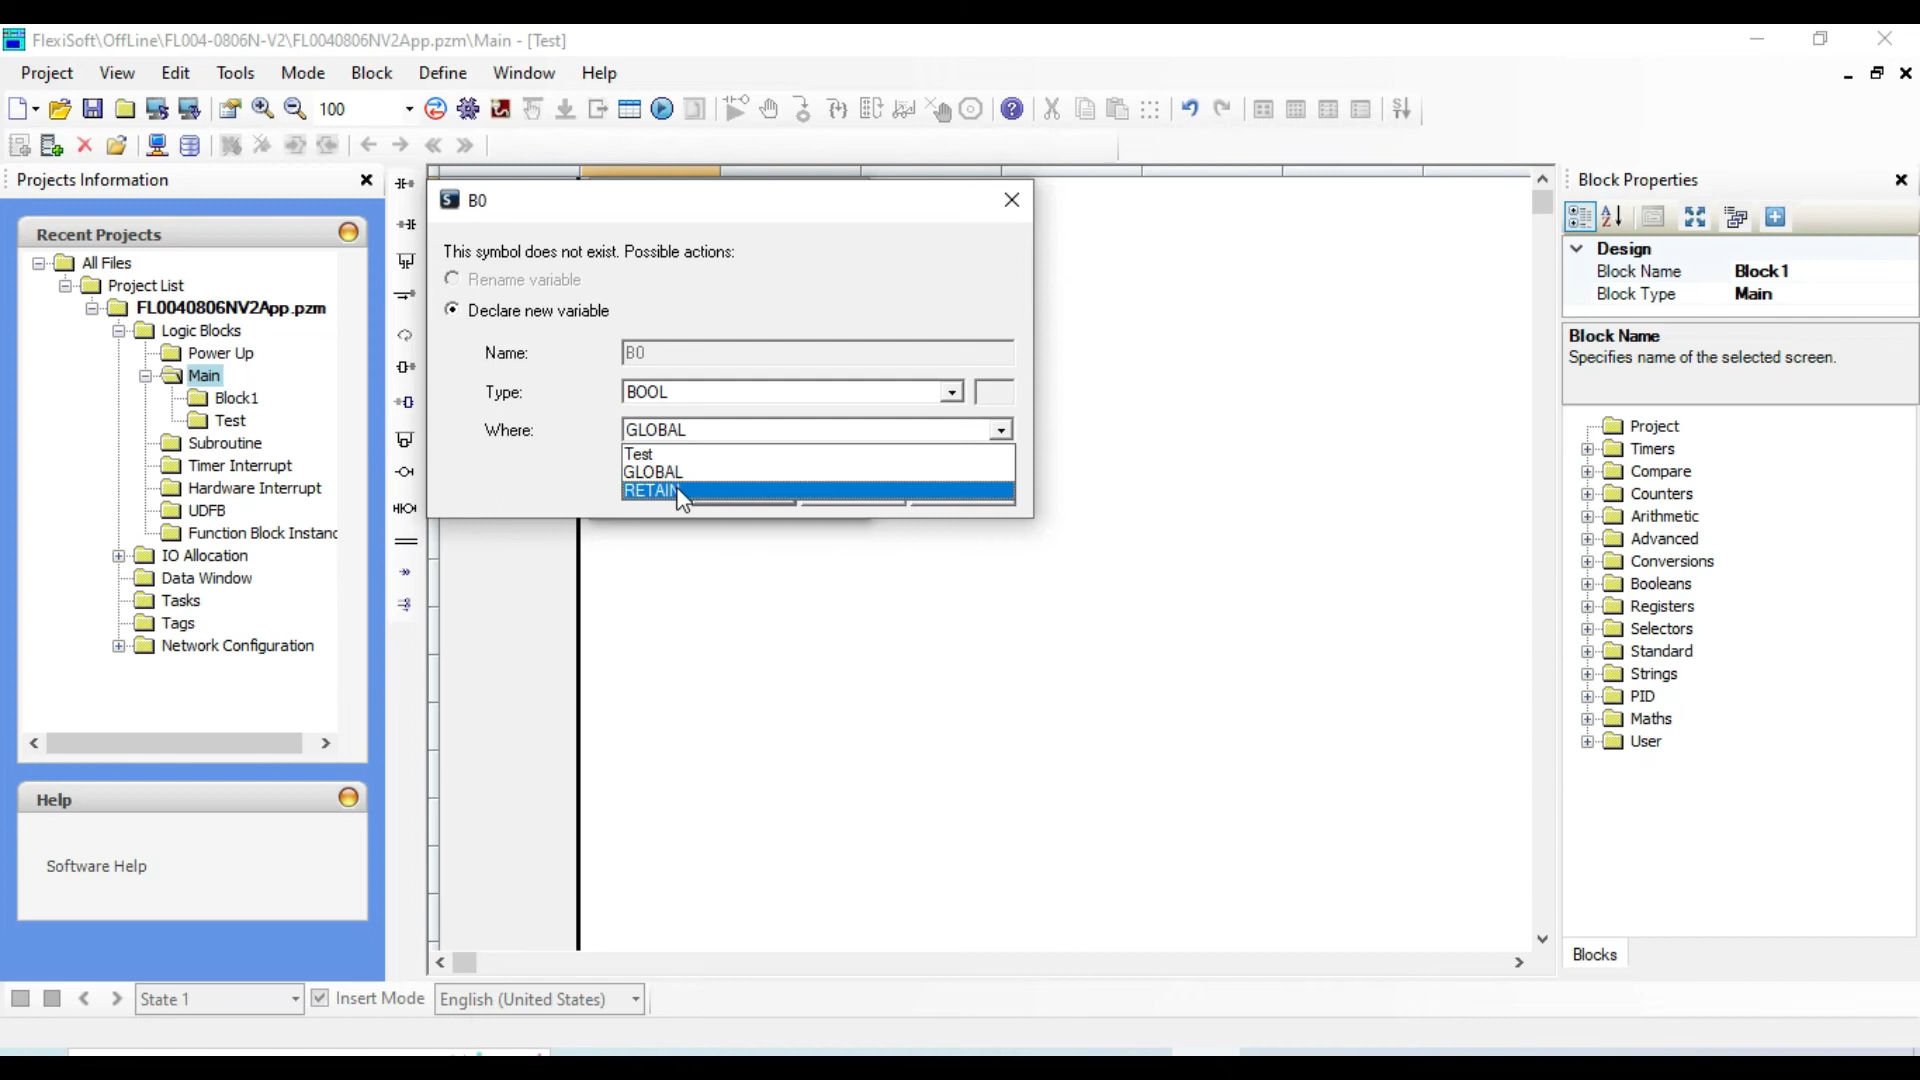 FlexiSoft\OffLine\FL004-0806N-V2\FL0040806NV2App.pzm\Main - [Test]
Project View Edit Tools Mode Block Define Window Help
100
Projects Information
Recent Projects
All Files
Project List
FL0040806NV2App.pzm
Logic Blocks
Power Up
Main
Block1
Test
Subroutine
Timer Interrupt
Hardware Interrupt
UDFB
Function Block Instanc
IO Allocation
Data Window
Tasks
Tags
Network Configuration
Help
Software Help
B0
This symbol does not exist. Possible actions:
Rename variable
Declare new variable
Name: B0
Type: BOOL
Where: GLOBAL
Test
GLOBAL
RETAIN
Block Properties
Design
Block Name Block1
Block Type Main
Block Name
Specifies name of the selected screen.
Project
Timers
Compare
Counters
Arithmetic
Advanced
Conversions
Booleans
Registers
Selectors
Standard
Strings
PID
Maths
User
Blocks
State 1 Insert Mode English (United States)